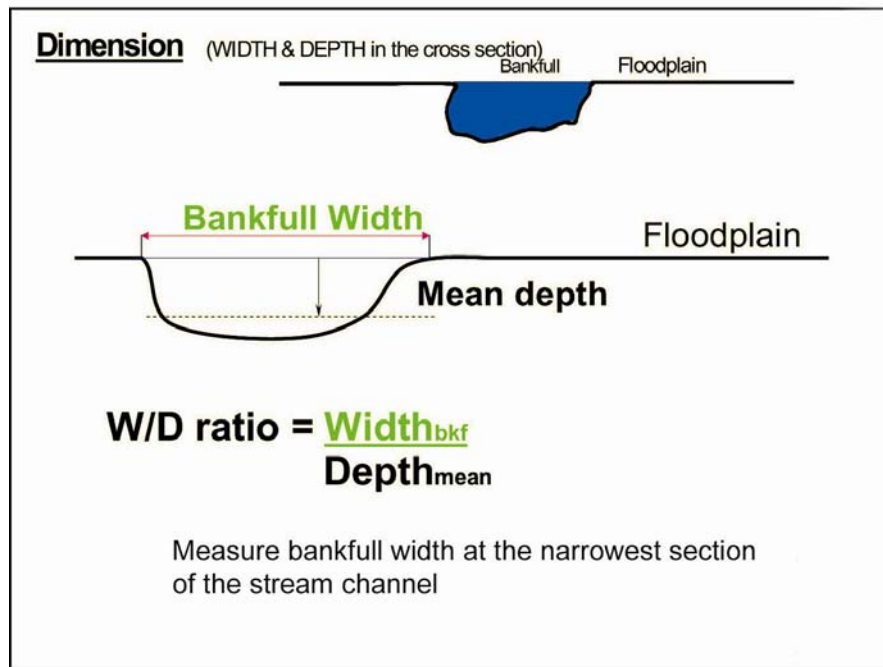 Dimension (WIDTH & DEPTH in the cross section)
Bankfull Floodplain
Bankfull Width
Floodplain
Mean depth
W/D ratio = Widthbkf
Depthmean
Measure bankfull width at the narrowest section
of the stream channel